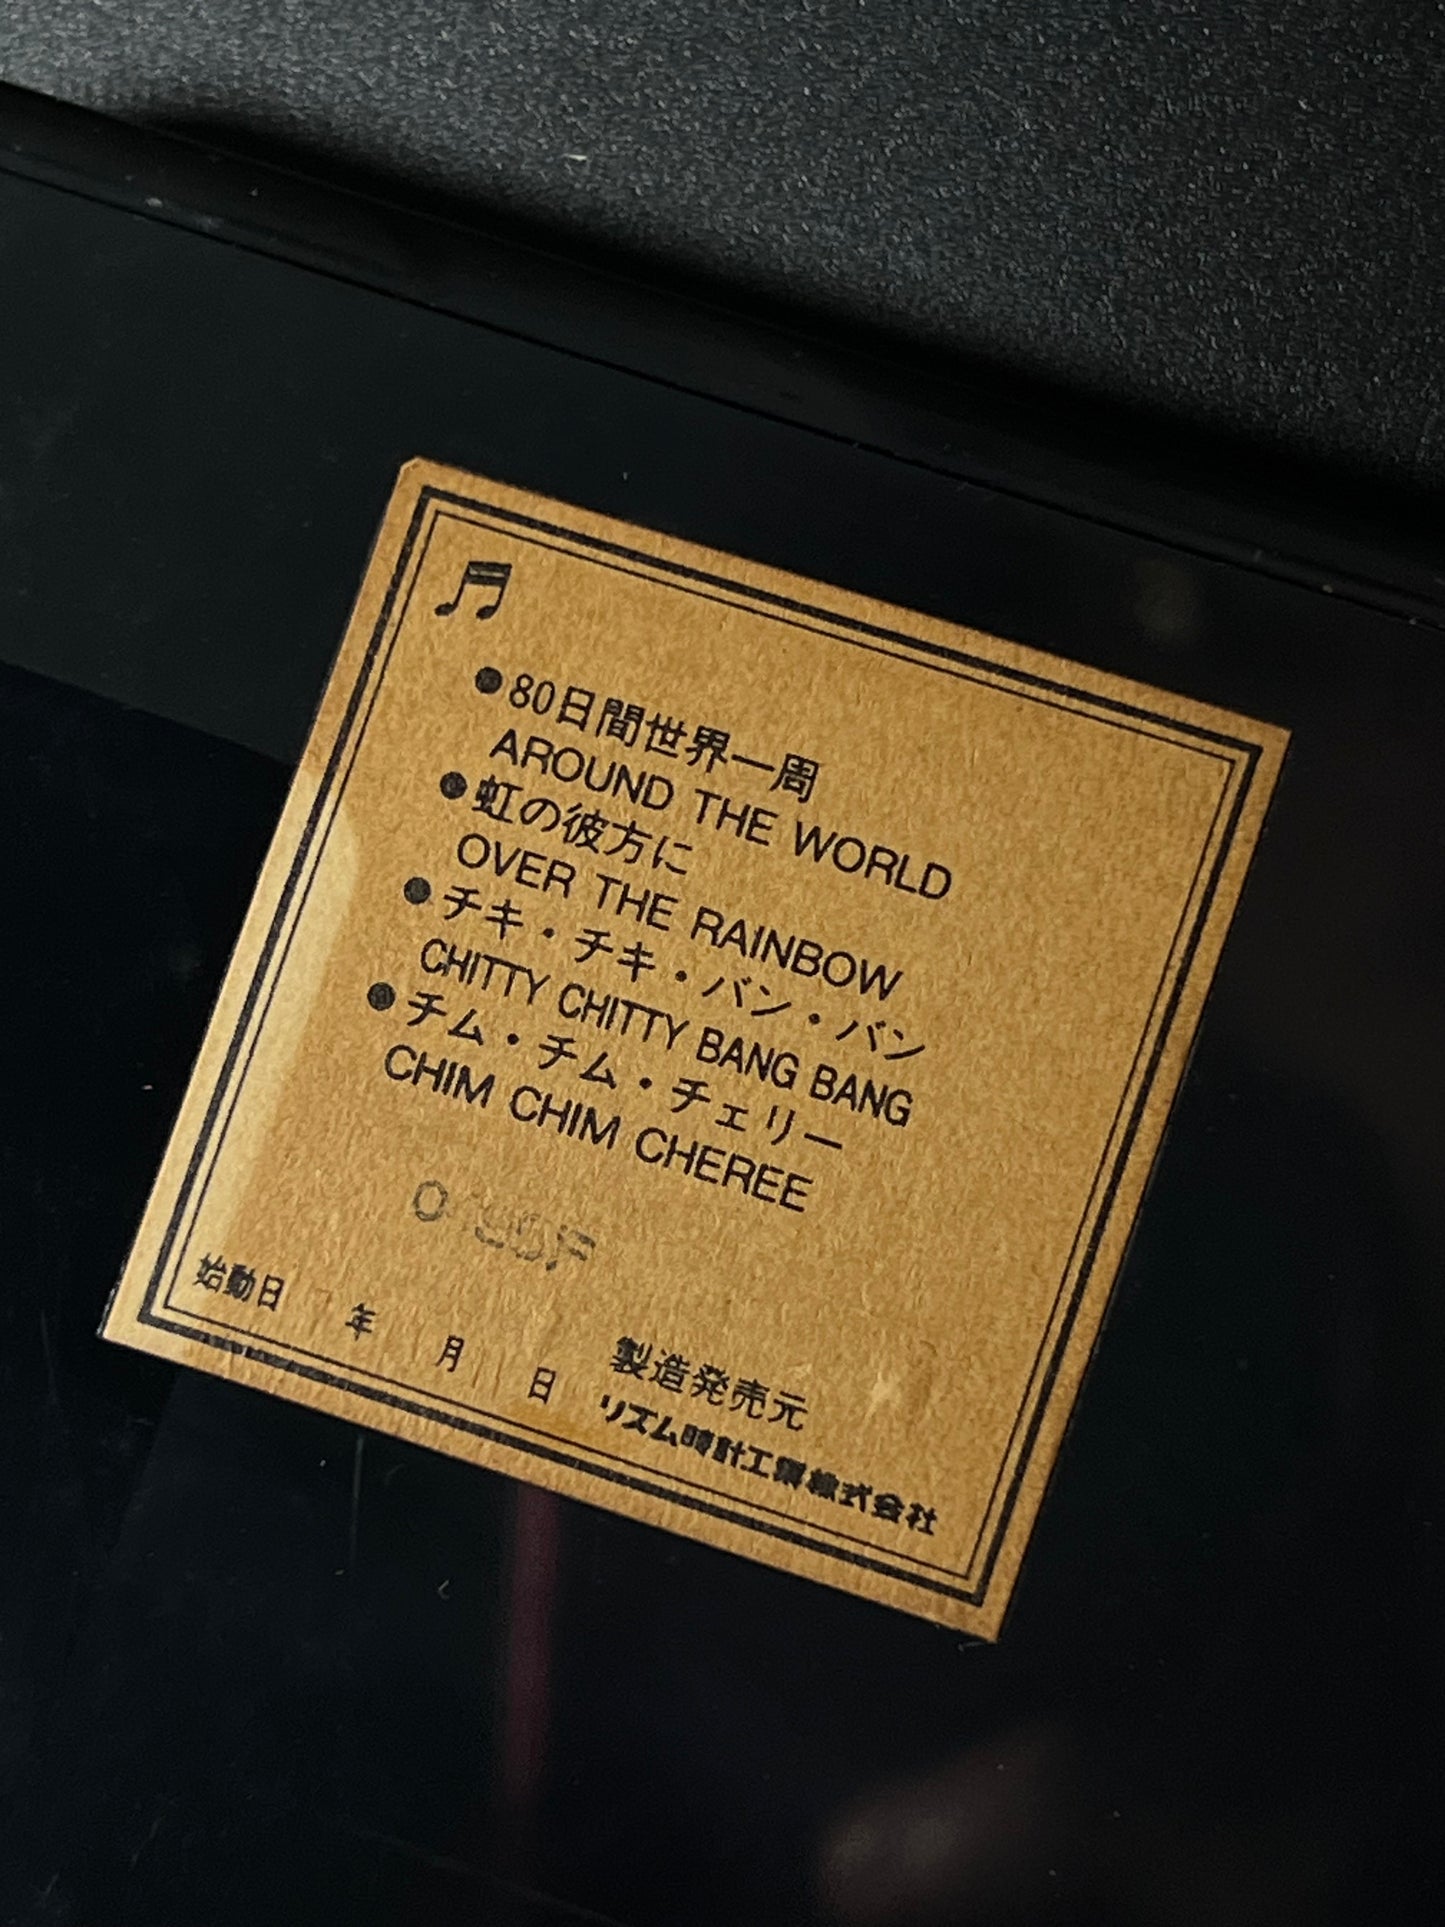 ●80日間世界一周
AROUND THE WORLD
●虹の彼方に
OVER THE RAINBOW
●チキ・チキ・バン・バン
CHITTY CHITTY BANG BANG
●チム・チム・チェリー
CHIM CHIM CHEREE
始動日 年 月 日
製造発売元
リズム時計工業株式会社